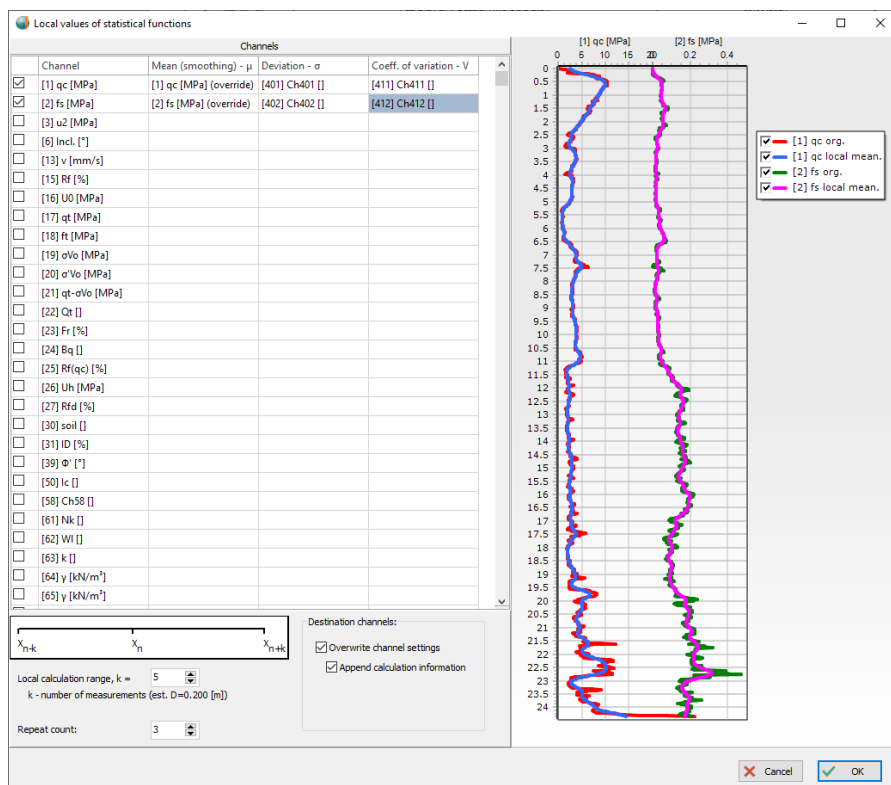 Local values of statistical functions
Channels
Channel Mean (smoothing) - μ Deviation - σ Coeff. of variation - V
[1] qc [MPa] [1] qc [MPa] (override) [401] Ch401 [] [411] Ch411 []
[2] fs [MPa] [2] fs [MPa] (override) [402] Ch402 [] [412] Ch412 []
[3] u2 [MPa]
[6] Incl. [°]
[13] v [mm/s]
[15] Rf [%]
[16] U0 [MPa]
[17] qt [MPa]
[18] ft [MPa]
[19] σVo [MPa]
[20] σ'Vo [MPa]
[21] qt-σVo [MPa]
[22] Qt []
[23] Fr [%]
[24] Bq []
[25] Rf(qc) [%]
[26] Uh [MPa]
[27] Rfd [%]
[30] soil []
[31] ID [%]
[39] Φ' [°]
[50] Ic []
[58] Ch58 []
[61] Nk []
[62] Wl []
[63] k []
[64] γ [kN/m³]
[65] γ [kN/m³]
Xn-k Xn Xn+k
Local calculation range, k = 5
k - number of measurements (est. D=0.200 [m])
Repeat count: 3
Destination channels:
Overwrite channel settings
Append calculation information
[1] qc [MPa] [2] fs [MPa]
0 5 10 15 20 0.2 0.4
0
0.5
1
1.5
2
2.5
3
3.5
4
4.5
5
5.5
6
6.5
7
7.5
8
8.5
9
9.5
10
10.5
11
11.5
12
12.5
13
13.5
14
14.5
15
15.5
16
16.5
17
17.5
18
18.5
19
19.5
20
20.5
21
21.5
22
22.5
23
23.5
24
[1] qc org.
[1] qc local mean.
[2] fs org.
[2] fs local mean.
Cancel OK